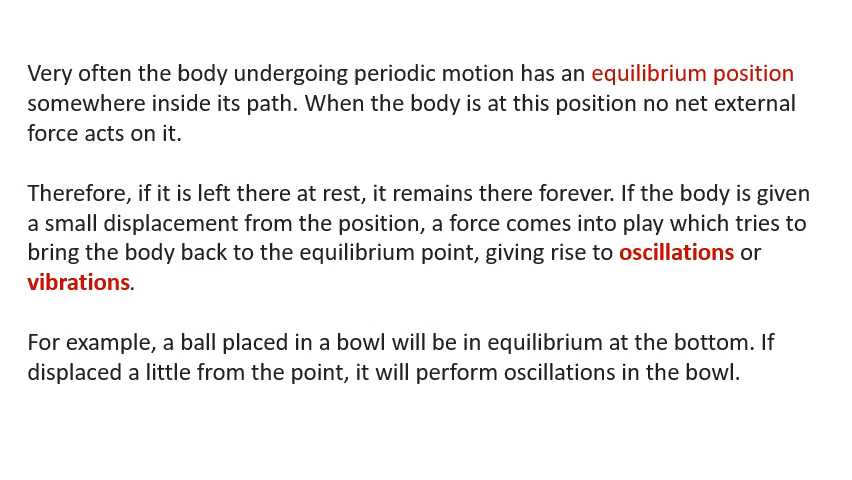 Very often the body undergoing periodic motion has an equilibrium position
somewhere inside its path. When the body is at this position no net external
force acts on it.
Therefore, if it is left there at rest, it remains there forever. If the body is given
a small displacement from the position, a force comes into play which tries to
bring the body back to the equilibrium point, giving rise to oscillations or
vibrations.
For example, a ball placed in a bowl will be in equilibrium at the bottom. If
displaced a little from the point, it will perform oscillations in the bowl.